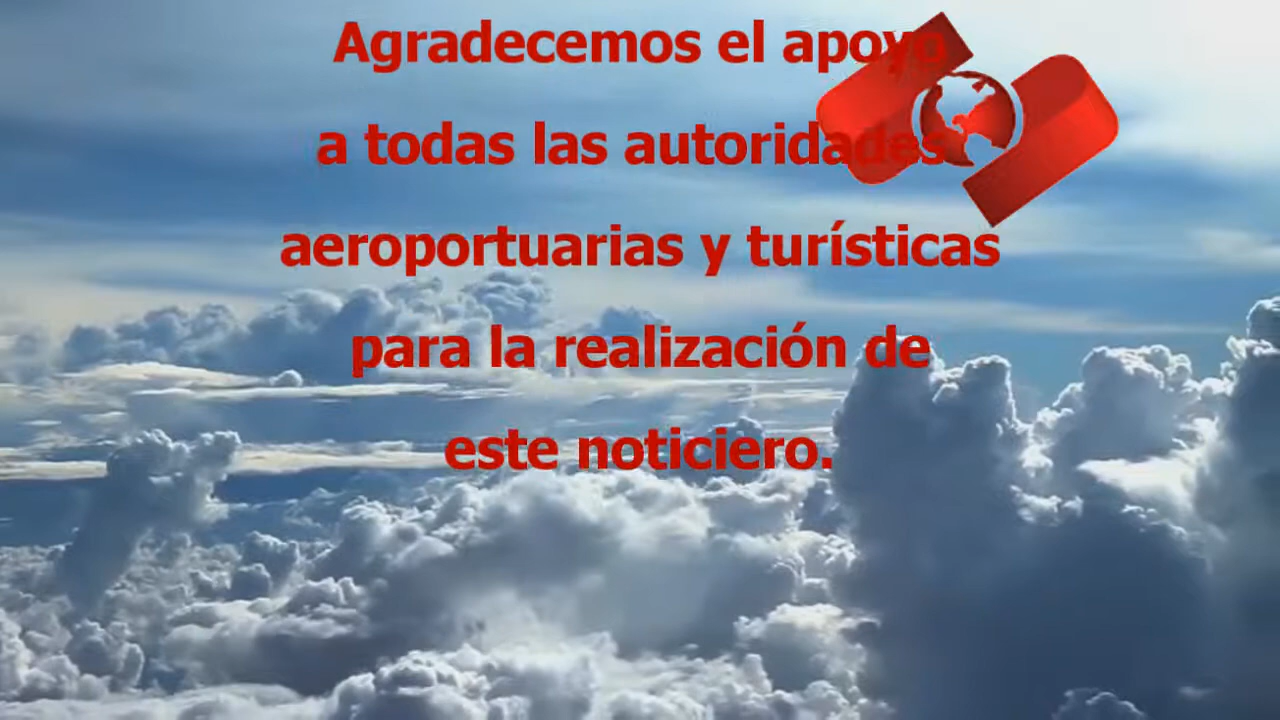 Agradecemos el apoyo
a todas las autoridades
aeroportuarias y turísticas
para la realización de
este noticiero.